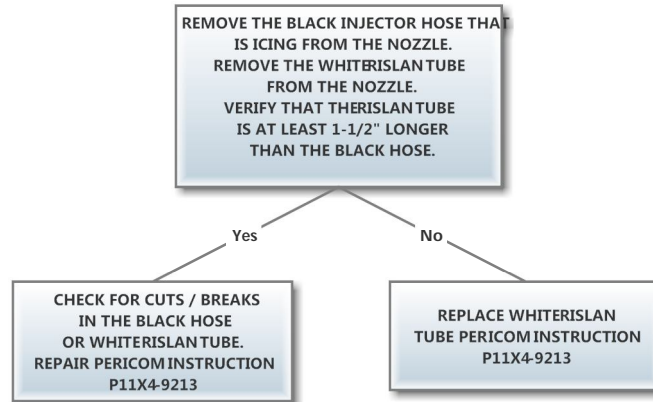 REMOVE THE BLACK INJECTOR HOSE THAT
IS ICING FROM THE NOZZLE.
REMOVE THE WHITERISLAN TUBE
FROM THE NOZZLE.
VERIFY THAT THERISLAN TUBE
IS AT LEAST 1-1/2" LONGER
THAN THE BLACK HOSE.
Yes
No
CHECK FOR CUTS / BREAKS
IN THE BLACK HOSE
OR WHITERISLAN TUBE.
REPAIR PERICOM INSTRUCTION
P11X4-9213
REPLACE WHITERISLAN
TUBE PERICOM INSTRUCTION
P11X4-9213